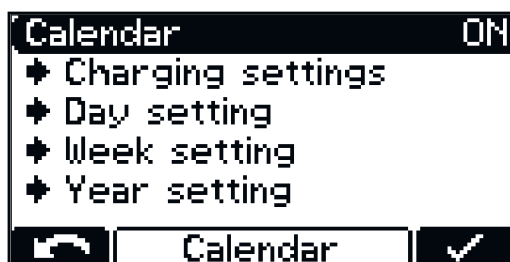 Calendar ON
Charging settings
Day setting
Week setting
Year setting
Calendar